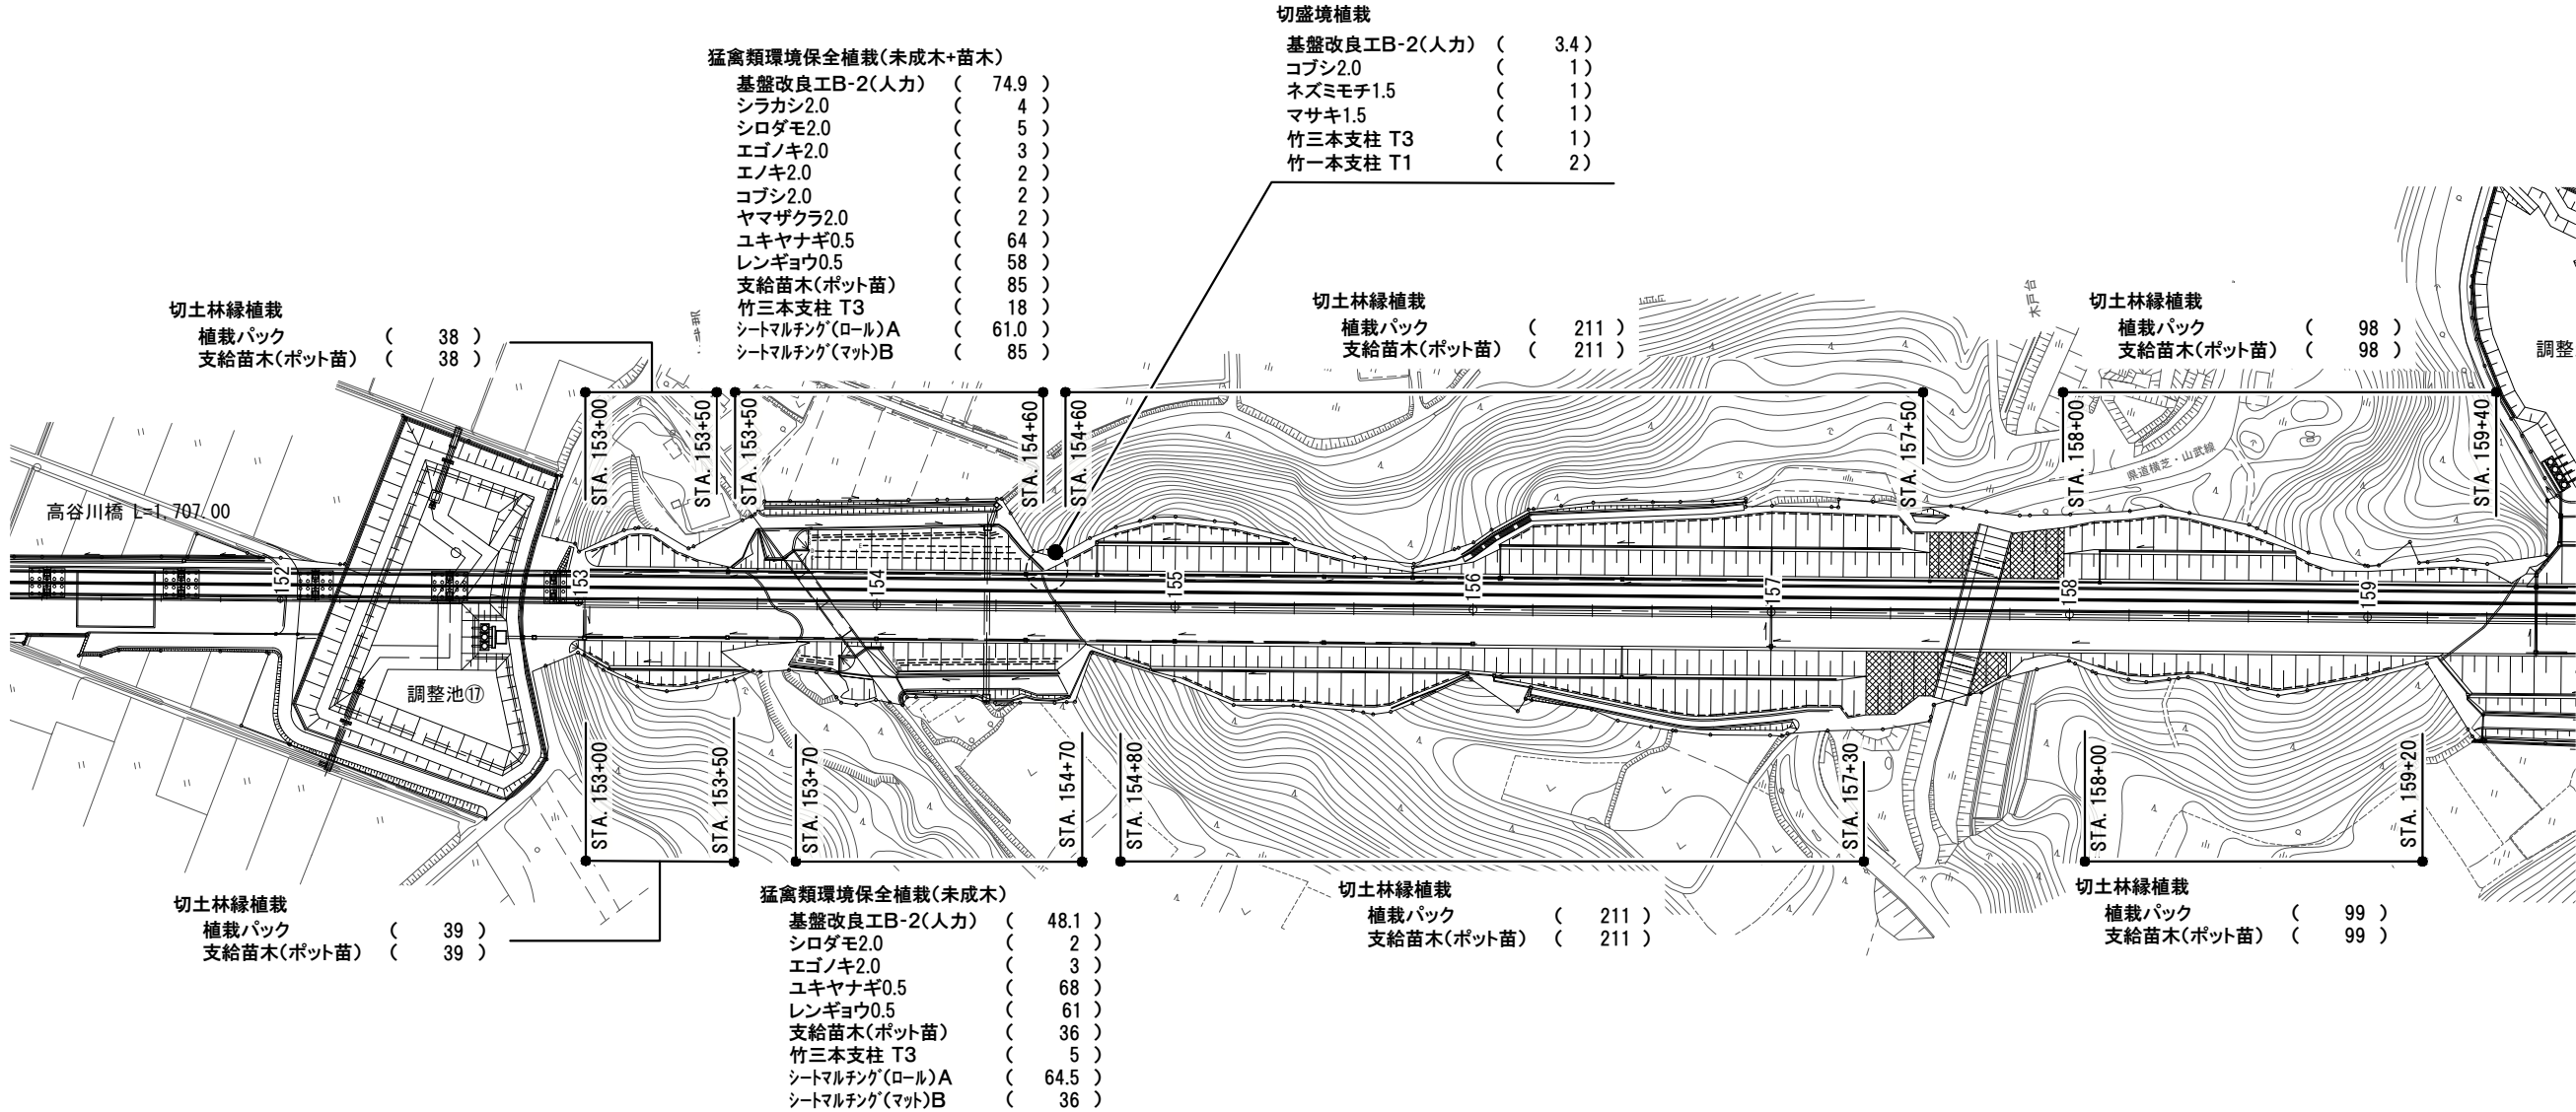 切盛境植栽
基盤改良工B-2(人力) ( 3.4 )
コブシ2.0 ( 1 )
ネズミモチ1.5 ( 1 )
マサキ1.5 ( 1 )
竹三本支柱 T3 ( 1 )
竹一本支柱 T1 ( 2 )
猛禽類環境保全植栽(未成木+苗木)
基盤改良工B-2(人力) ( 74.9 )
シラカシ2.0 ( 4 )
シロダモ2.0 ( 5 )
エゴノキ2.0 ( 3 )
エノキ2.0 ( 2 )
コブシ2.0 ( 2 )
ヤマザクラ2.0 ( 2 )
ユキヤナギ0.5 ( 64 )
レンギョウ0.5 ( 58 )
支給苗木(ポット苗) ( 85 )
竹三本支柱 T3 ( 18 )
シートマルチング(ロール)A ( 61.0 )
シートマルチング(マット)B ( 85 )
切土林縁植栽
植栽パック ( 38 )
支給苗木(ポット苗) ( 38 )
切土林縁植栽
植栽パック ( 211 )
支給苗木(ポット苗) ( 211 )
切土林縁植栽
植栽パック ( 98 )
支給苗木(ポット苗) ( 98 )
木戸台
調整
STA. 153+00
STA. 153+50
STA. 153+50
STA. 154+60
STA. 154+60
STA. 157+50
STA. 158+00
STA. 159+40
県道横芝・山武線
高谷川橋 L=1,707.00
152
153
154
155
156
157
158
159
調整池⑰
STA. 153+00
STA. 153+50
STA. 153+70
STA. 154+70
STA. 154+80
STA. 157+30
STA. 158+00
STA. 159+20
切土林縁植栽
植栽パック ( 39 )
支給苗木(ポット苗) ( 39 )
猛禽類環境保全植栽(未成木)
基盤改良工B-2(人力) ( 48.1 )
シロダモ2.0 ( 2 )
エゴノキ2.0 ( 3 )
ユキヤナギ0.5 ( 68 )
レンギョウ0.5 ( 61 )
支給苗木(ポット苗) ( 36 )
竹三本支柱 T3 ( 5 )
シートマルチング(ロール)A ( 64.5 )
シートマルチング(マット)B ( 36 )
切土林縁植栽
植栽パック ( 211 )
支給苗木(ポット苗) ( 211 )
切土林縁植栽
植栽パック ( 99 )
支給苗木(ポット苗) ( 99 )